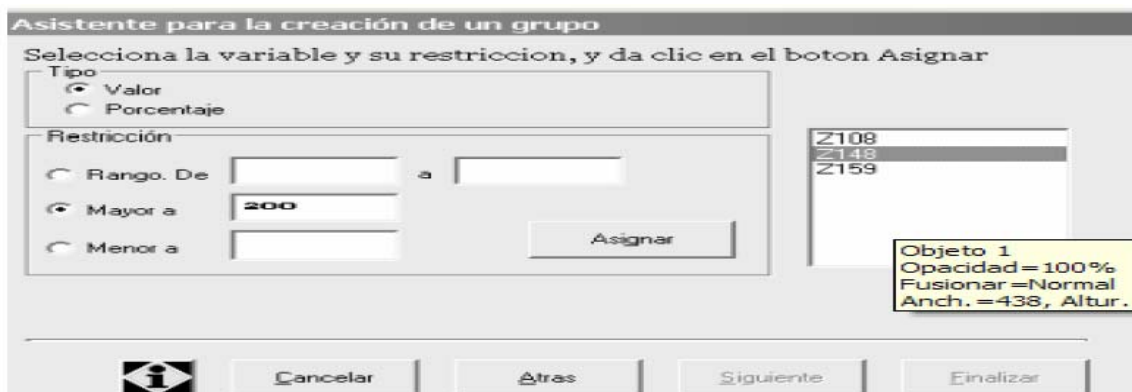 Asistente para la creación de un grupo
Selecciona la variable y su restriccion, y da clic en el boton Asignar
Tipo
Valor
Porcentaje
Restricción
Rango. De a
Mayor a 200
Menor a
Asignar
Z108
Z148
Z159
Objeto 1
Opacidad=100%
Fusionar=Normal
Anch.=438, Altur.
Cancelar Atras Siguiente Finalizar